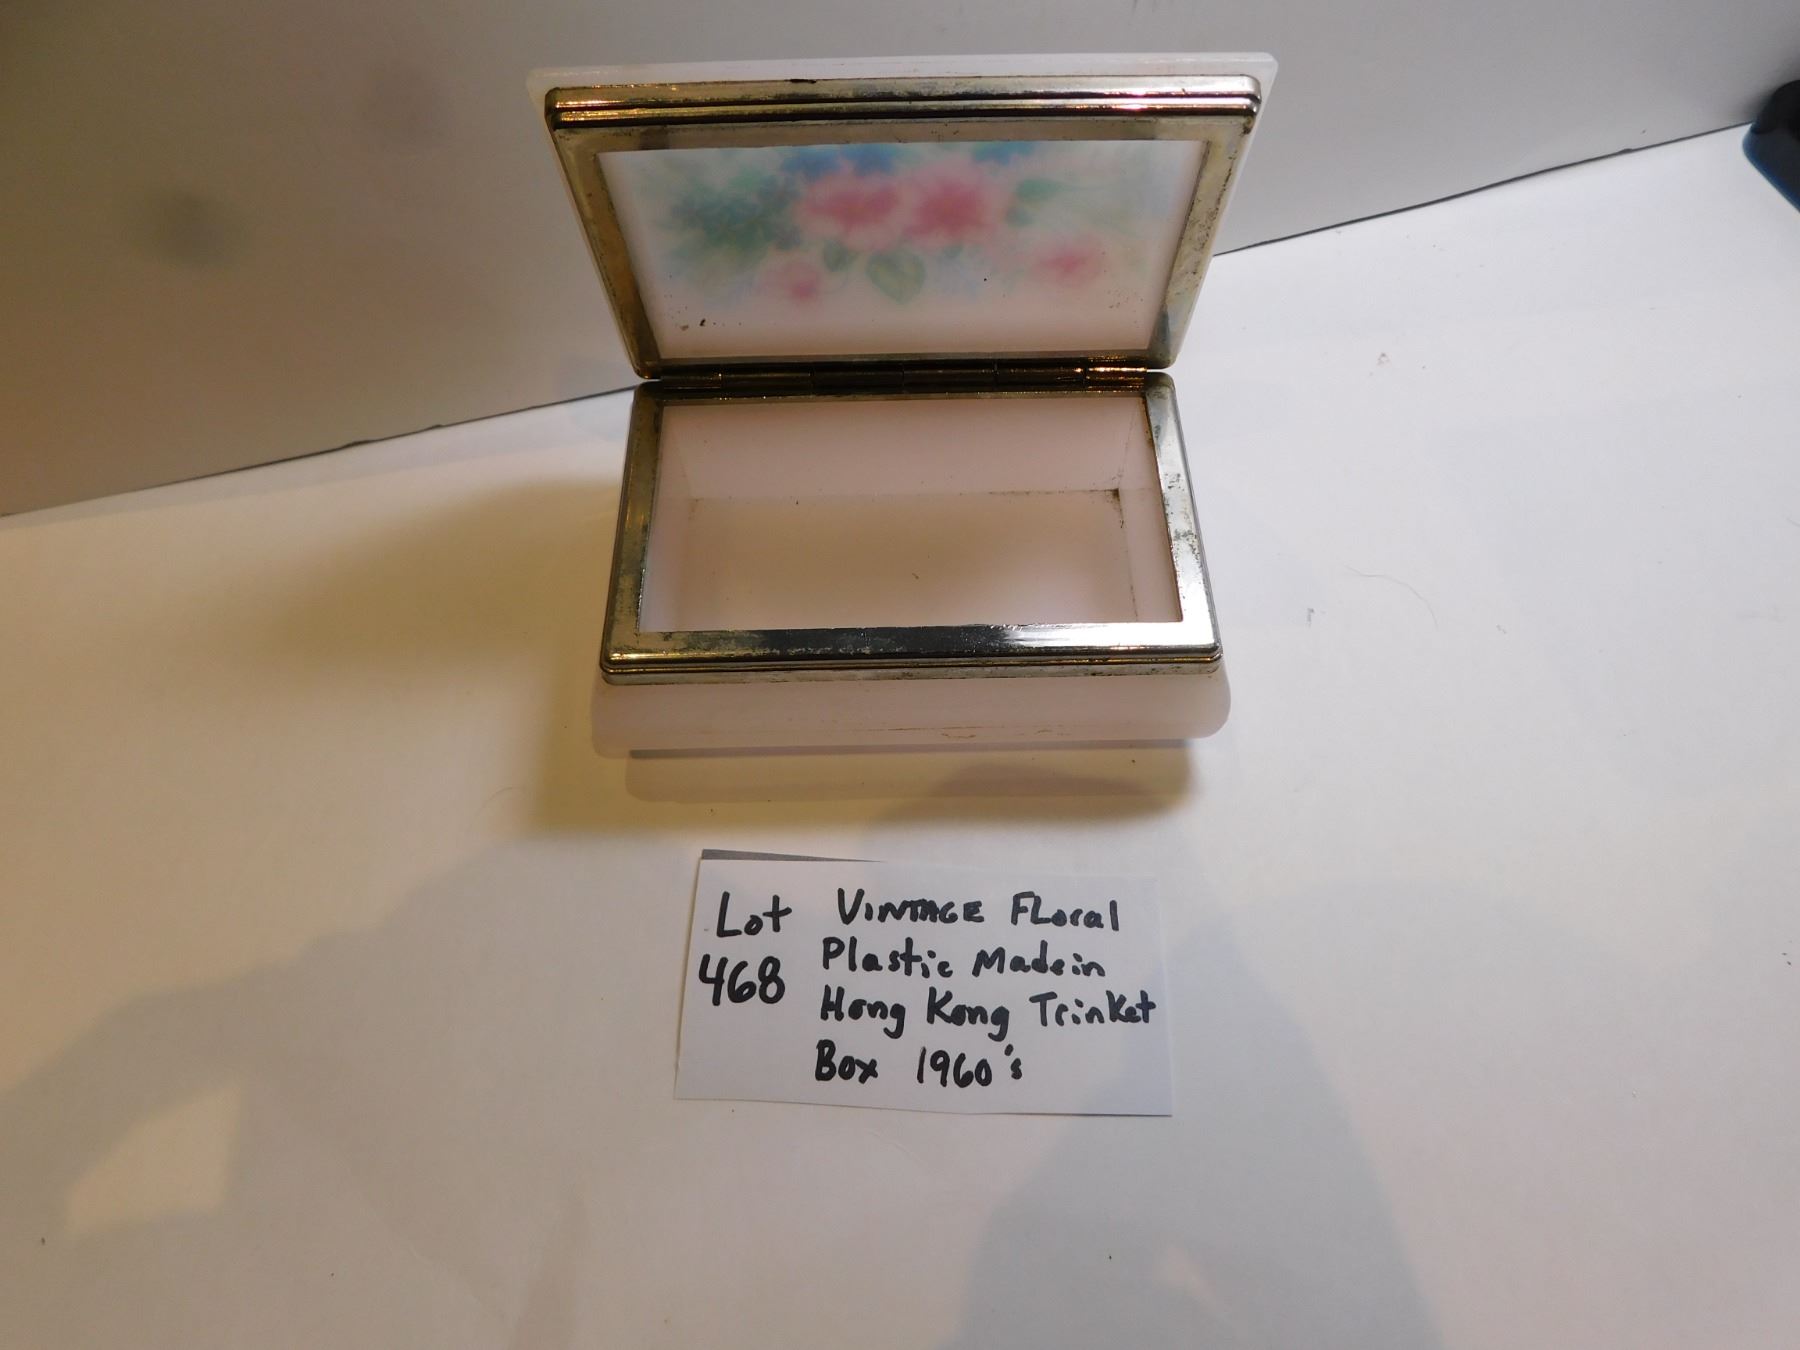 Lot
468
VINTAGE FLoral
Plastic Made in
Hong Kong Trinket
Box 1960's